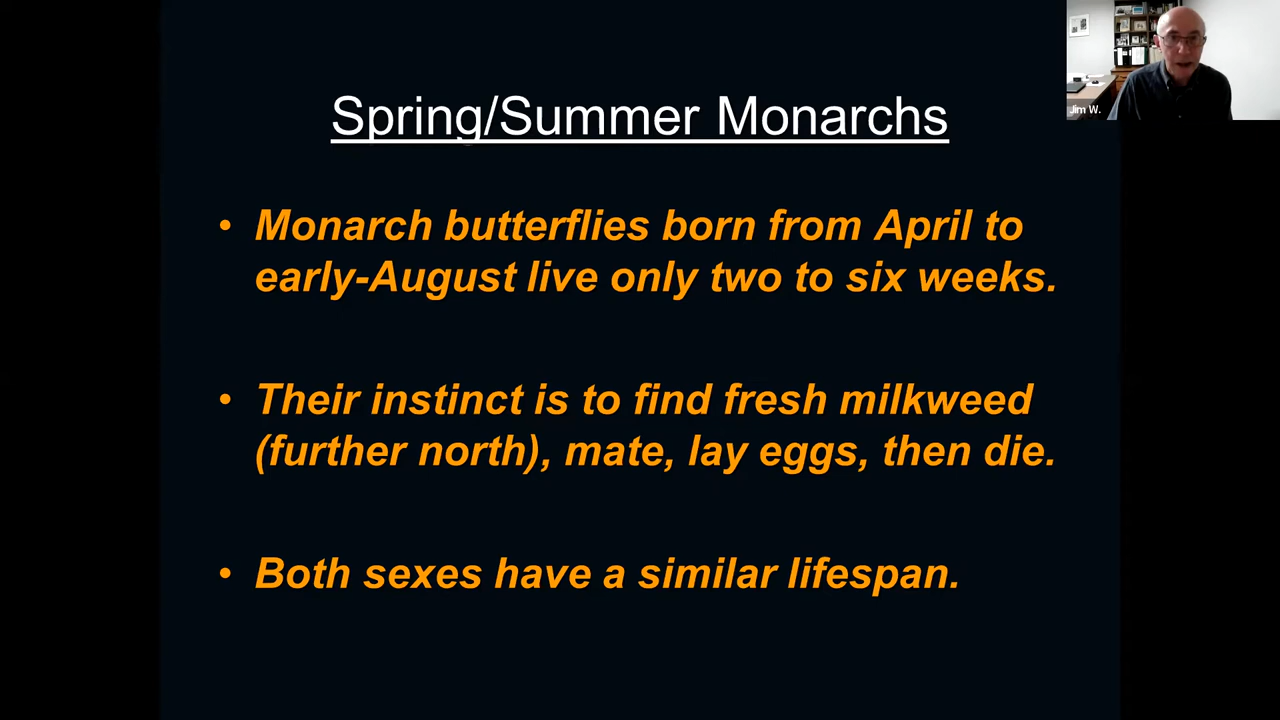 Jim W.
Spring/Summer Monarchs
• Monarch butterflies born from April to
early-August live only two to six weeks.
• Their instinct is to find fresh milkweed
(further north), mate, lay eggs, then die.
• Both sexes have a similar lifespan.